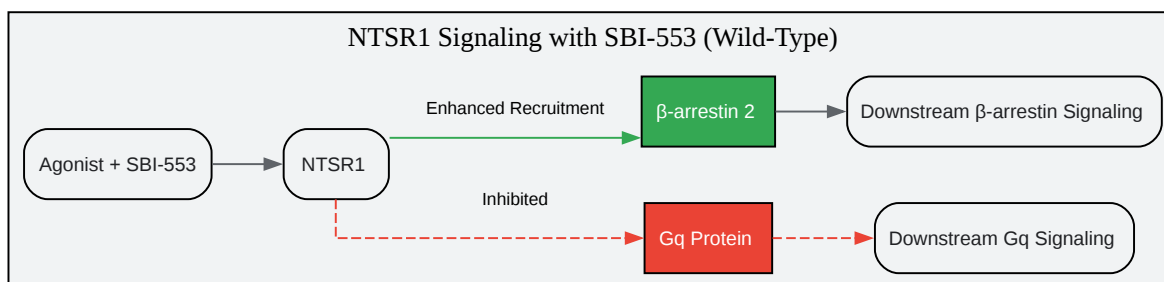 NTSR1 Signaling with SBI-553 (Wild-Type)
Enhanced Recruitment
β-arrestin 2
Downstream β-arrestin Signaling
Agonist + SBI-553
NTSR1
Inhibited
Gq Protein
Downstream Gq Signaling